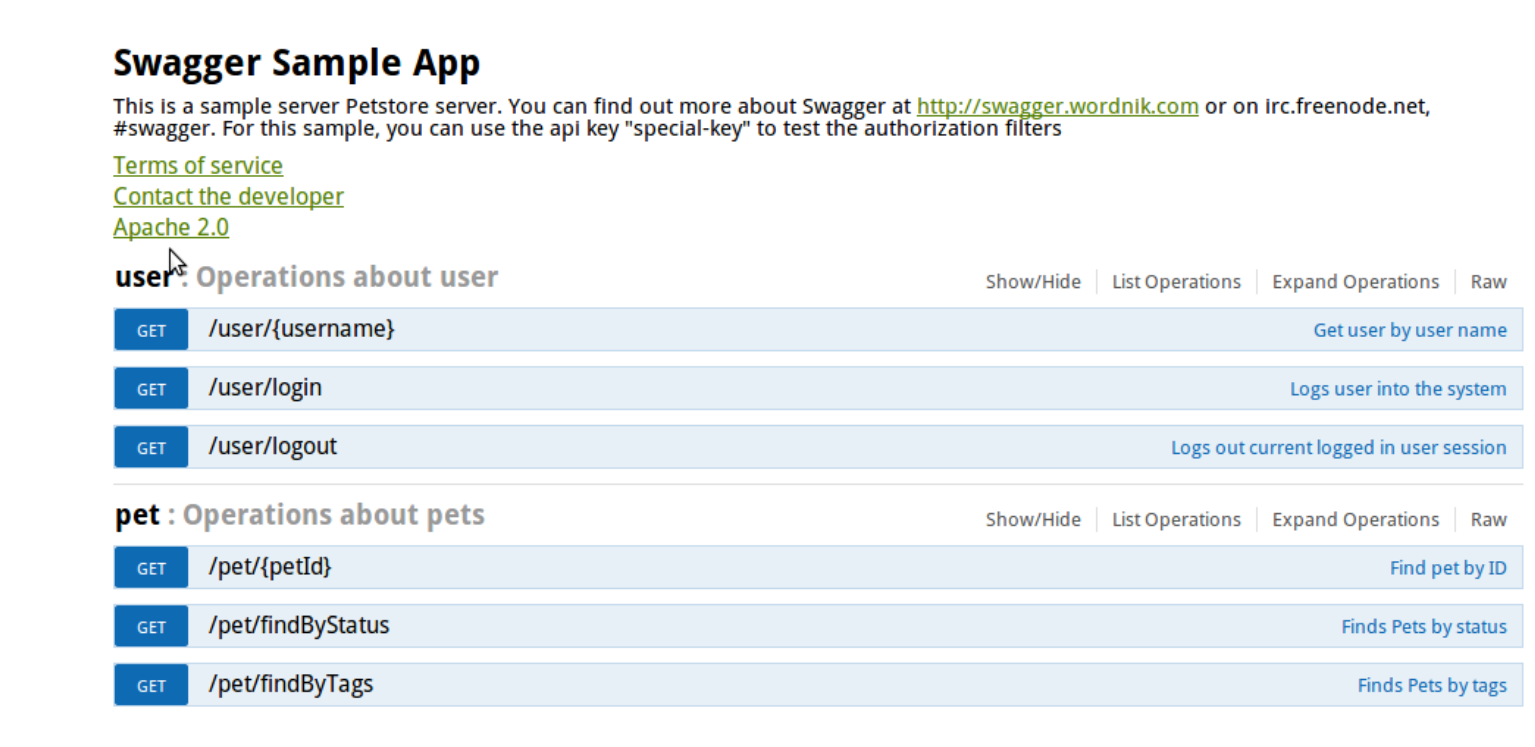 Swagger Sample App
This is a sample server Petstore server. You can find out more about Swagger at http://swagger.wordnik.com or on irc.freenode.net,
#swagger. For this sample, you can use the api key "special-key" to test the authorization filters
Terms of service
Contact the developer
Apache 2.0
user : Operations about user Show/Hide List Operations Expand Operations Raw
GET /user/{username} Get user by user name
GET /user/login Logs user into the system
GET /user/logout Logs out current logged in user session
pet : Operations about pets Show/Hide List Operations Expand Operations Raw
GET /pet/{petId} Find pet by ID
GET /pet/findByStatus Finds Pets by status
GET /pet/findByTags Finds Pets by tags